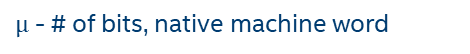 μ - # of bits, native machine word